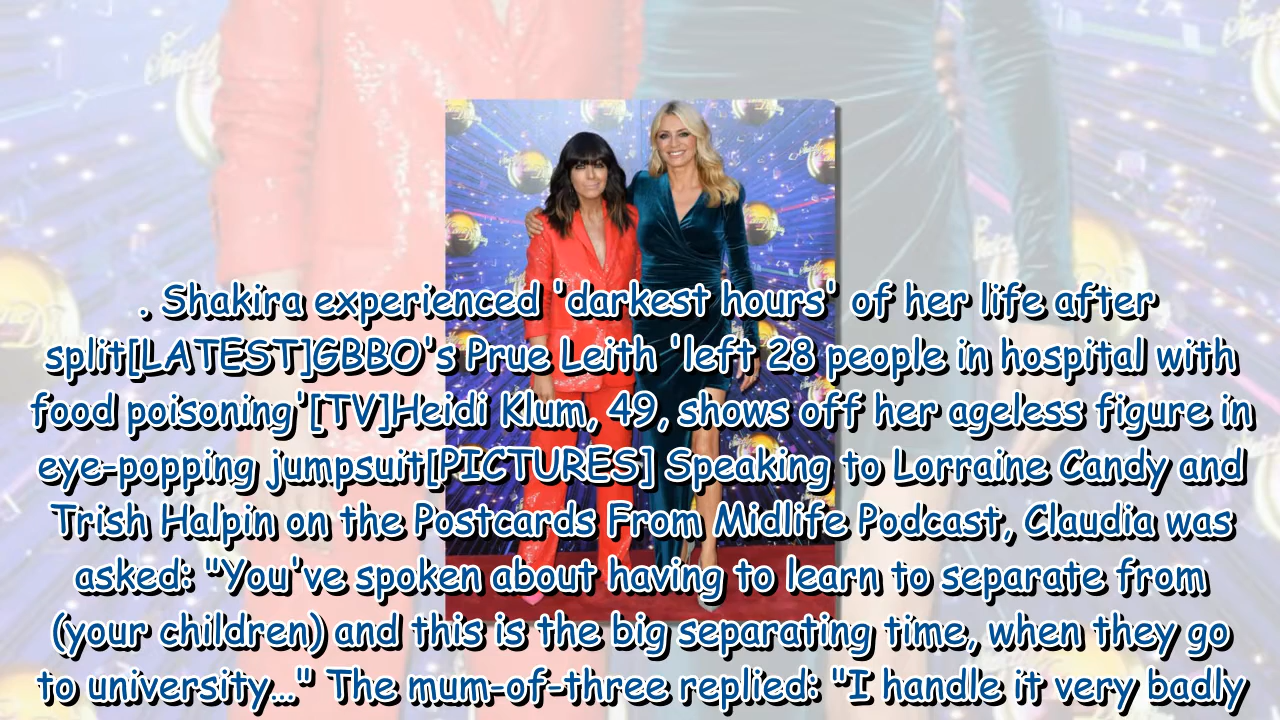 . Shakira experienced 'darkest hours' of her life after
split[LATEST]GBBO's Prue Leith 'left 28 people in hospital with
food poisoning'[TV]Heidi Klum, 49, shows off her ageless figure in
eye-popping jumpsuit[PICTURES] Speaking to Lorraine Candy and
Trish Halpin on the Postcards From Midlife Podcast, Claudia was
asked: "You've spoken about having to learn to separate from
(your children) and this is the big separating time, when they go
to university..." The mum-of-three replied: "I handle it very badly